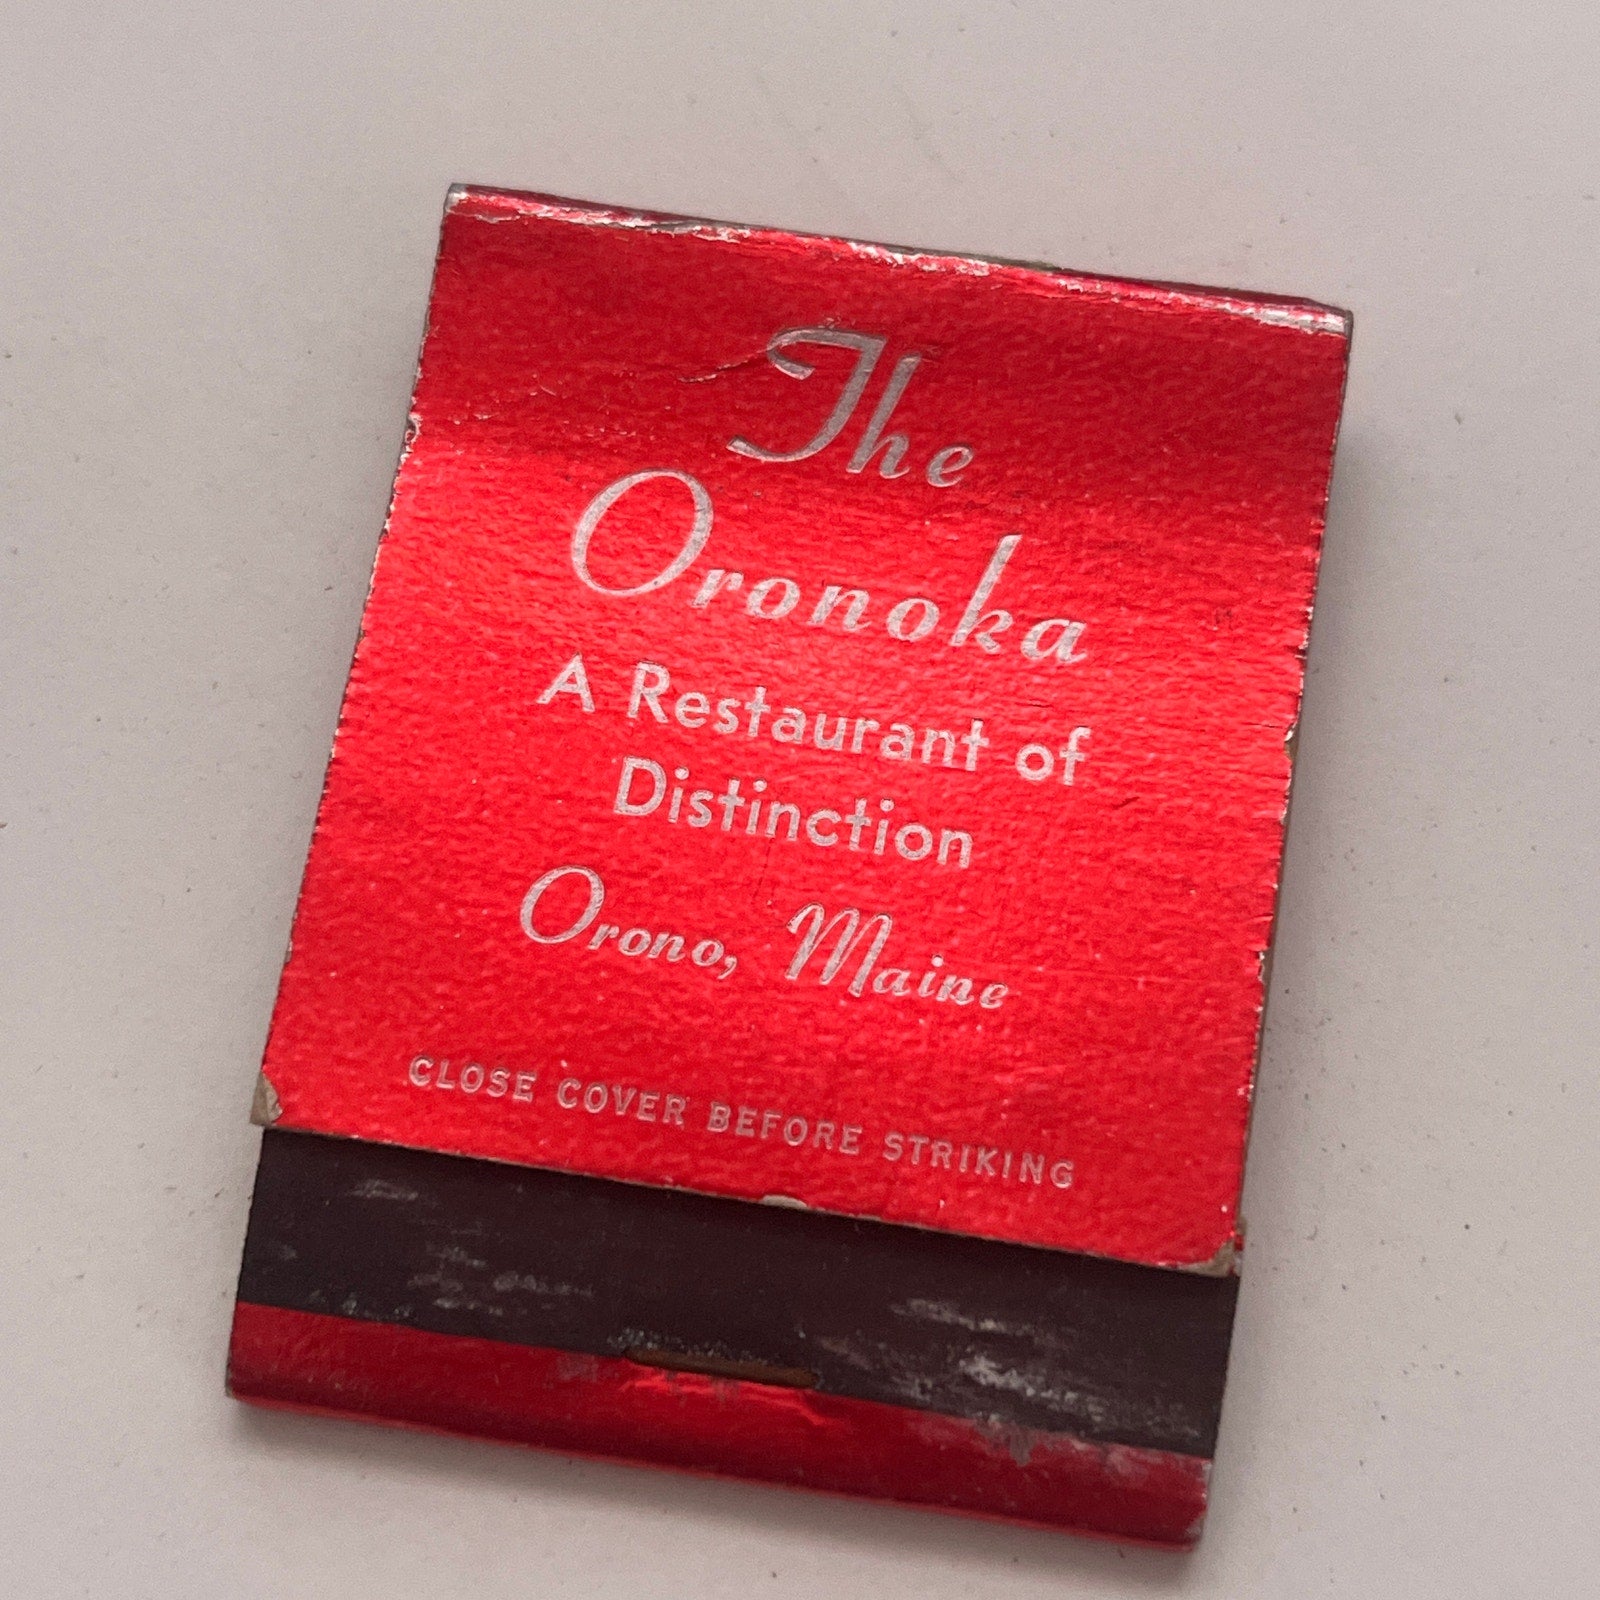 The
Oronoka
A Restaurant of
Distinction
Orono, Maine
CLOSE COVER BEFORE STRIKING